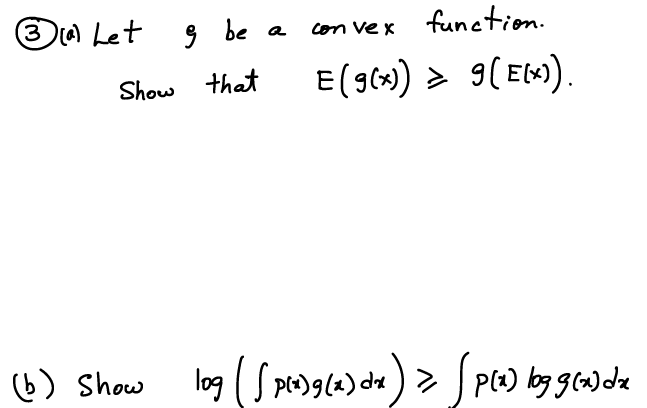 ③(a) Let g be a convex function.
Show that E(g(x)) ⩾ g(E(x)).
(b) Show log(∫p(x)g(x)dx) ⩾ ∫p(x) log g(x)dx